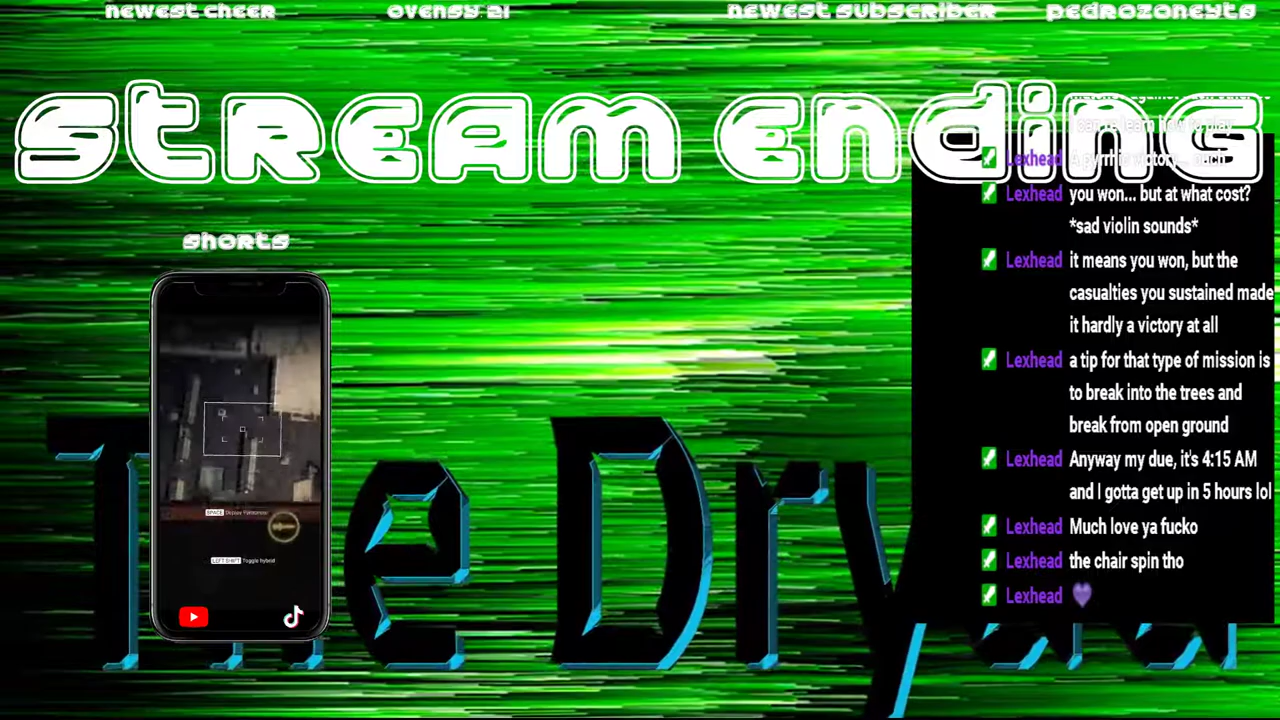 newest cheer
ovensy 21
newest subscriber
pedrozoneyts
stream ending
Lexhead
you won... but at what cost?
*sad violin sounds*
Lexhead it means you won, but the
casualties you sustained made
it hardly a victory at all
Lexhead a tip for that type of mission is
to break into the trees and
break from open ground
Lexhead Anyway my due, it's 4:15 AM
and I gotta get up in 5 hours lol
Lexhead Much love ya fucko
Lexhead the chair spin tho
Lexhead
shorts
SPACE
LEFT SHIFT Toggle hybrid
The